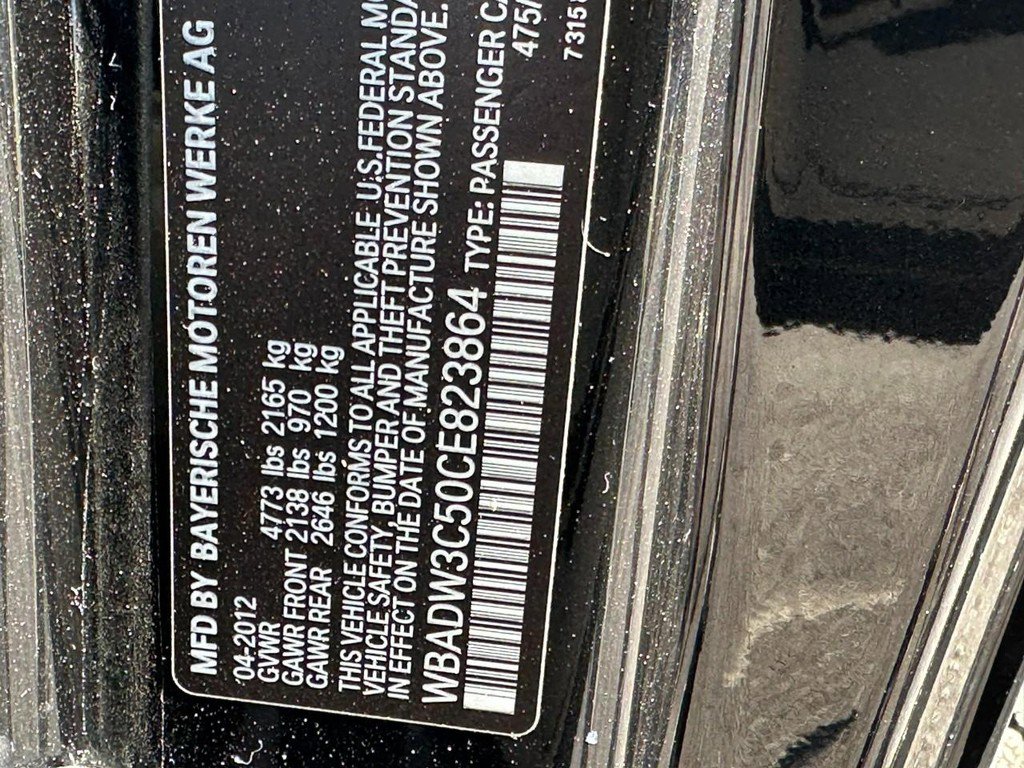 MFD BY BAYERISCHE MOTOREN WERKE AG
04-2012
GVWR 4773 lbs 2165 kg
GAWR FRONT 2138 lbs 970 kg
GAWR REAR 2646 lbs 1200 kg
THIS VEHICLE CONFORMS TO ALL APPLICABLE U.S. FEDERAL
VEHICLE SAFETY, BUMPER AND THEFT PREVENTION
IN EFFECT ON THE DATE OF MANUFACTURE SHOWN ABOVE.
WBADW3C50CE823864 TYPE: PASSENGER
475/
7315